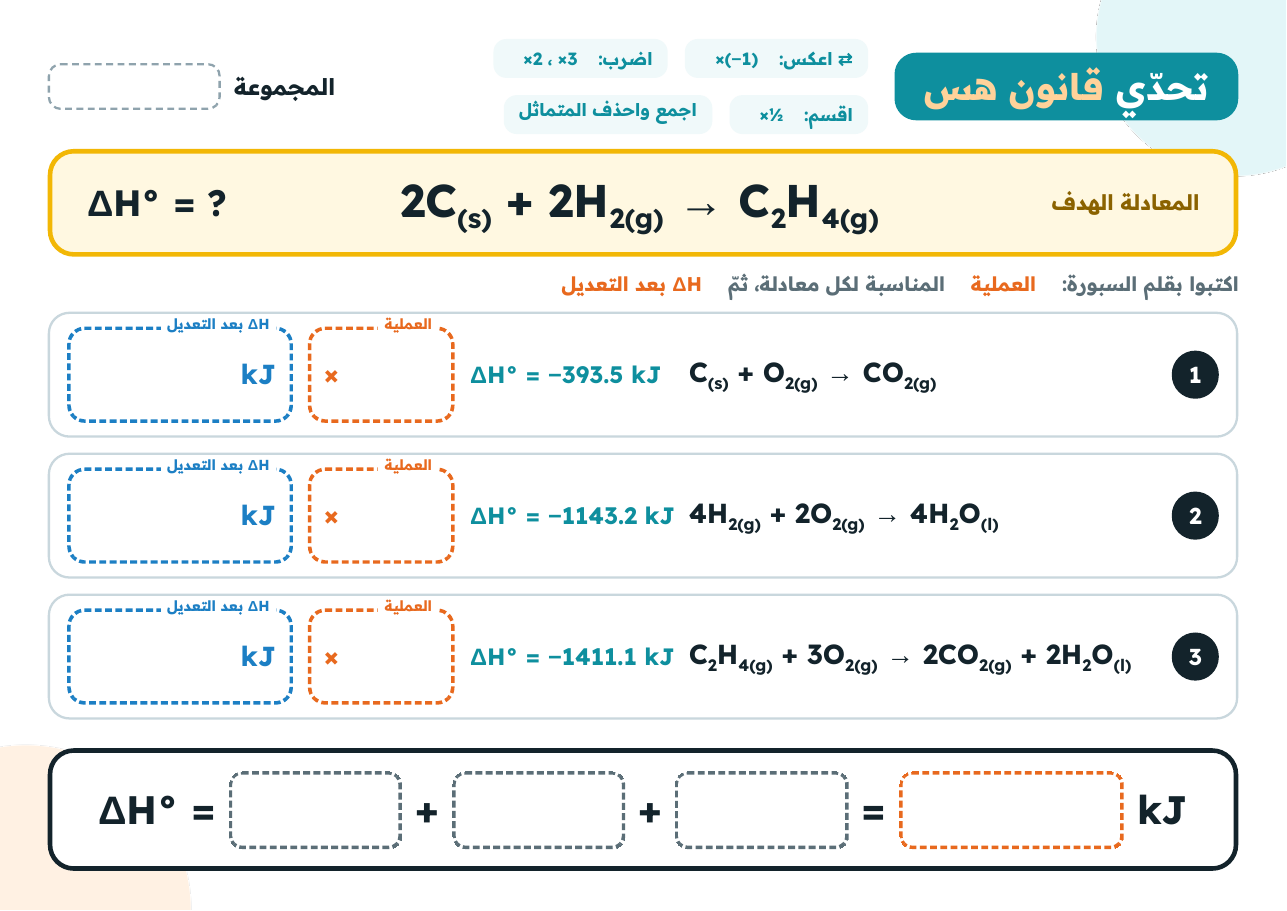 تحدّي قانون هس
⇄ اعكس: ×(−1)
اضرب: ×2 ، ×3
اقسم: ×½
اجمع واحذف المتماثل
المجموعة
المعادلة الهدف
2C(s) + 2H2(g) → C2H4(g)
ΔH° = ?
اكتبوا بقلم السبورة: العملية المناسبة لكل معادلة، ثمّ ΔH بعد التعديل
1
C(s) + O2(g) → CO2(g)
ΔH° = −393.5 kJ
العملية
×
ΔH بعد التعديل
kJ
2
4H2(g) + 2O2(g) → 4H2O(l)
ΔH° = −1143.2 kJ
العملية
×
ΔH بعد التعديل
kJ
3
C2H4(g) + 3O2(g) → 2CO2(g) + 2H2O(l)
ΔH° = −1411.1 kJ
العملية
×
ΔH بعد التعديل
kJ
ΔH° = + + = kJ